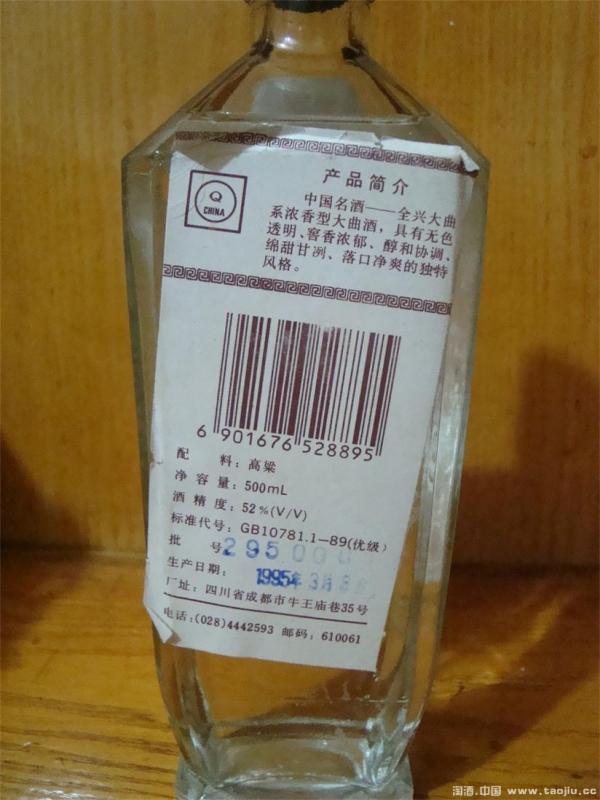 产品简介
Q
CHINA
中国名酒——全兴大曲
系浓香型大曲酒，具有无色
透明、窖香浓郁、醇和协调、
绵甜甘冽、落口净爽的独特
风格。
6 901676 528895
配 料：高粱
净 容 量：500mL
酒 精 度：52%(V/V)
标准代号：GB10781.1—89(优级)
批 号 295000
生产日期： 1995年3月
厂址：四川省成都市牛王庙巷35号
电话：(028)4442593 邮码：610061
淘酒.中国 www.taojiu.cc